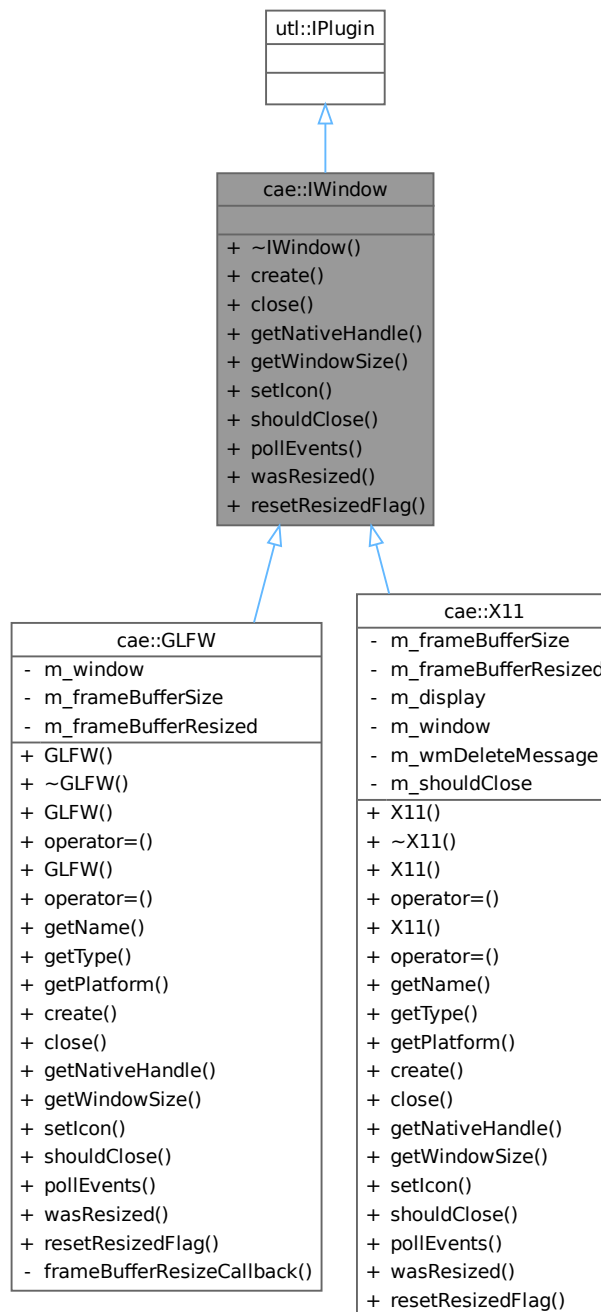 utl::IPlugin
cae::IWindow
+ ~IWindow()
+ create()
+ close()
+ getNativeHandle()
+ getWindowSize()
+ setIcon()
+ shouldClose()
+ pollEvents()
+ wasResized()
+ resetResizedFlag()
cae::GLFW
- m_window
- m_frameBufferSize
- m_frameBufferResized
+ GLFW()
+ ~GLFW()
+ GLFW()
+ operator=()
+ GLFW()
+ operator=()
+ getName()
+ getType()
+ getPlatform()
+ create()
+ close()
+ getNativeHandle()
+ getWindowSize()
+ setIcon()
+ shouldClose()
+ pollEvents()
+ wasResized()
+ resetResizedFlag()
- frameBufferResizeCallback()
cae::X11
- m_frameBufferSize
- m_frameBufferResized
- m_display
- m_window
- m_wmDeleteMessage
- m_shouldClose
+ X11()
+ ~X11()
+ X11()
+ operator=()
+ X11()
+ operator=()
+ getName()
+ getType()
+ getPlatform()
+ create()
+ close()
+ getNativeHandle()
+ getWindowSize()
+ setIcon()
+ shouldClose()
+ pollEvents()
+ wasResized()
+ resetResizedFlag()